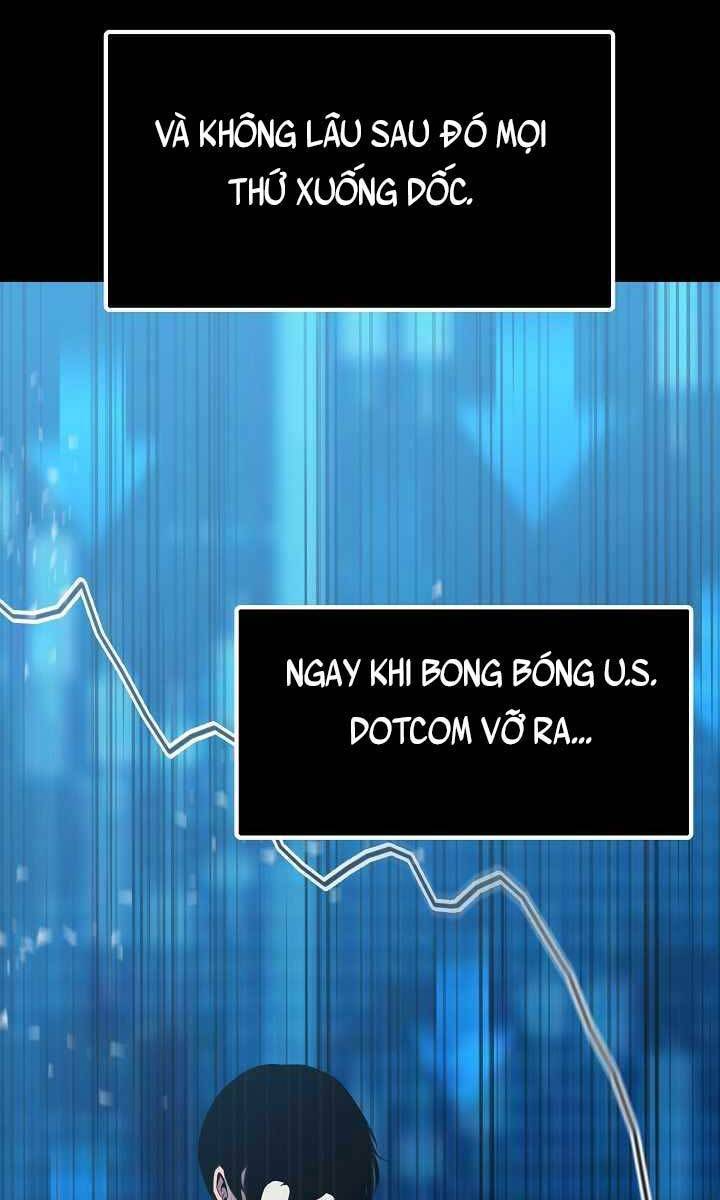 VÀ KHÔNG LÂU SAU ĐÓ MỌI
THỨ XUỐNG DỐC.
NGAY KHI BONG BÓNG U.S.
DOTCOM VỠ RA...